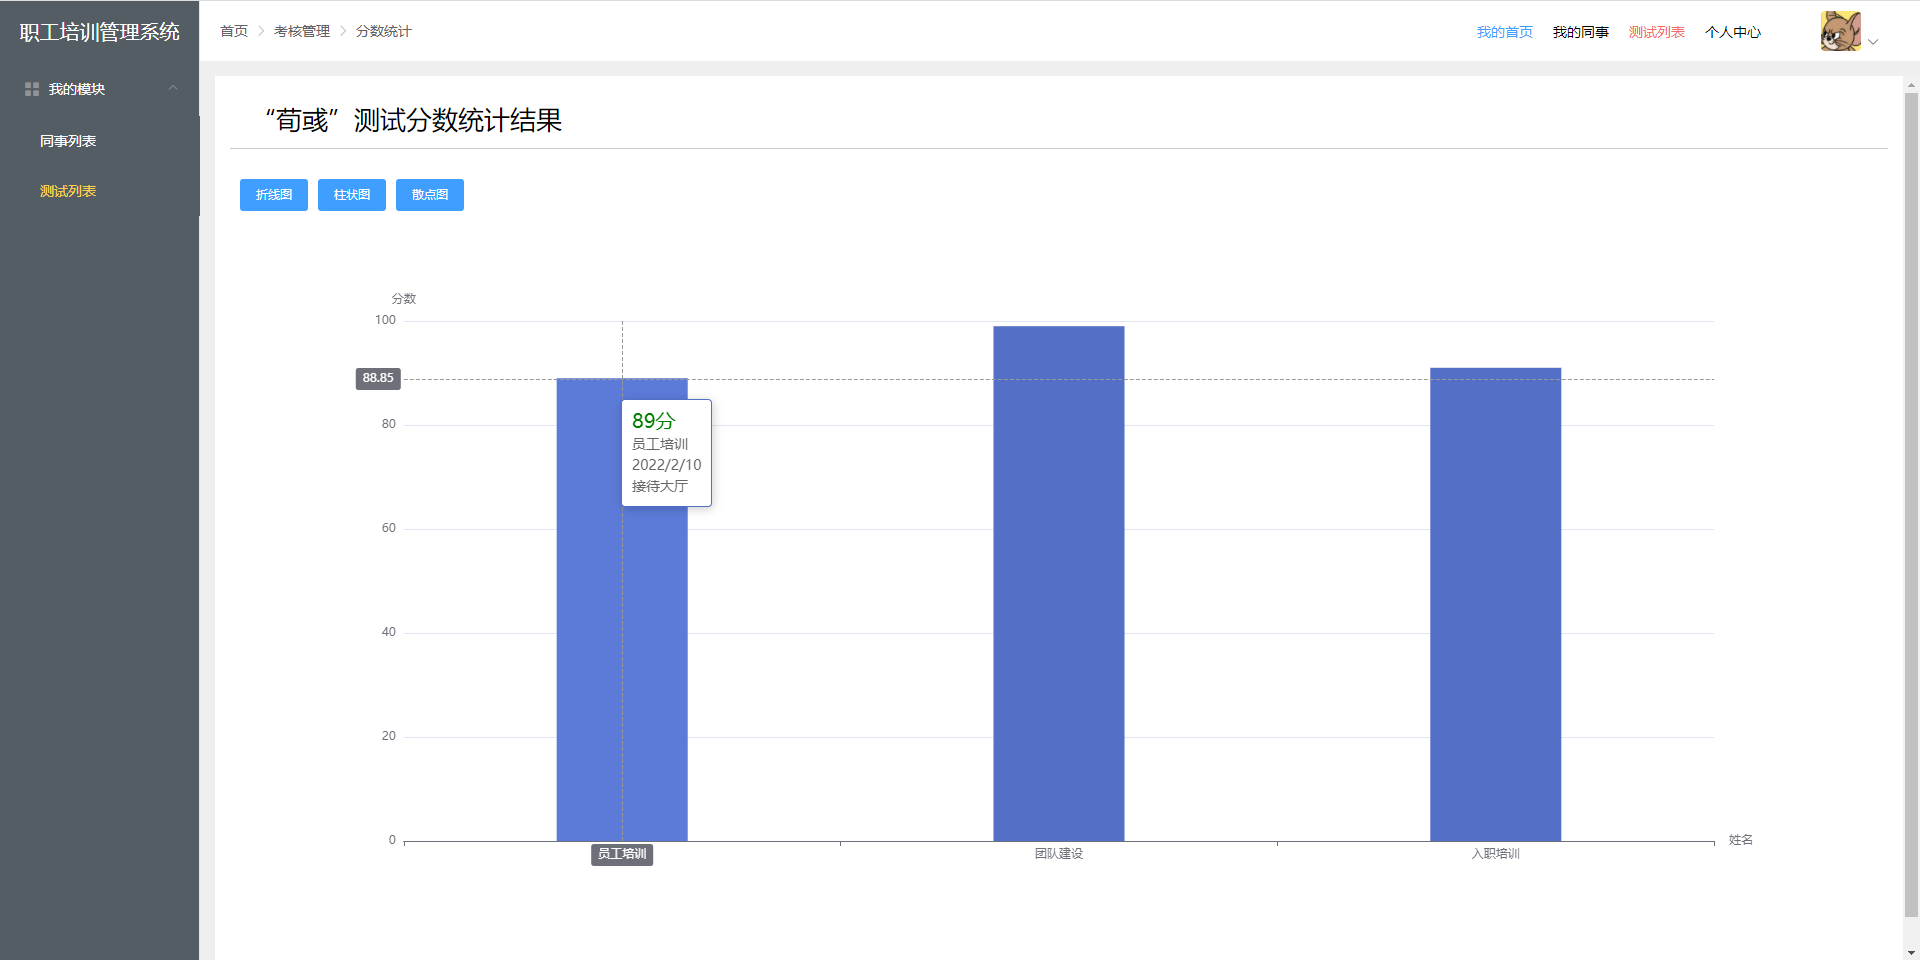 职工培训管理系统
首页 考核管理 分数统计
我的首页 我的同事 测试列表 个人中心
我的模块
同事列表
测试列表
“荀彧”测试分数统计结果
折线图 柱状图 散点图
分数
100
88.85
80
60
40
20
0
89分
员工培训
2022/2/10
接待大厅
员工培训 团队建设 入职培训
姓名